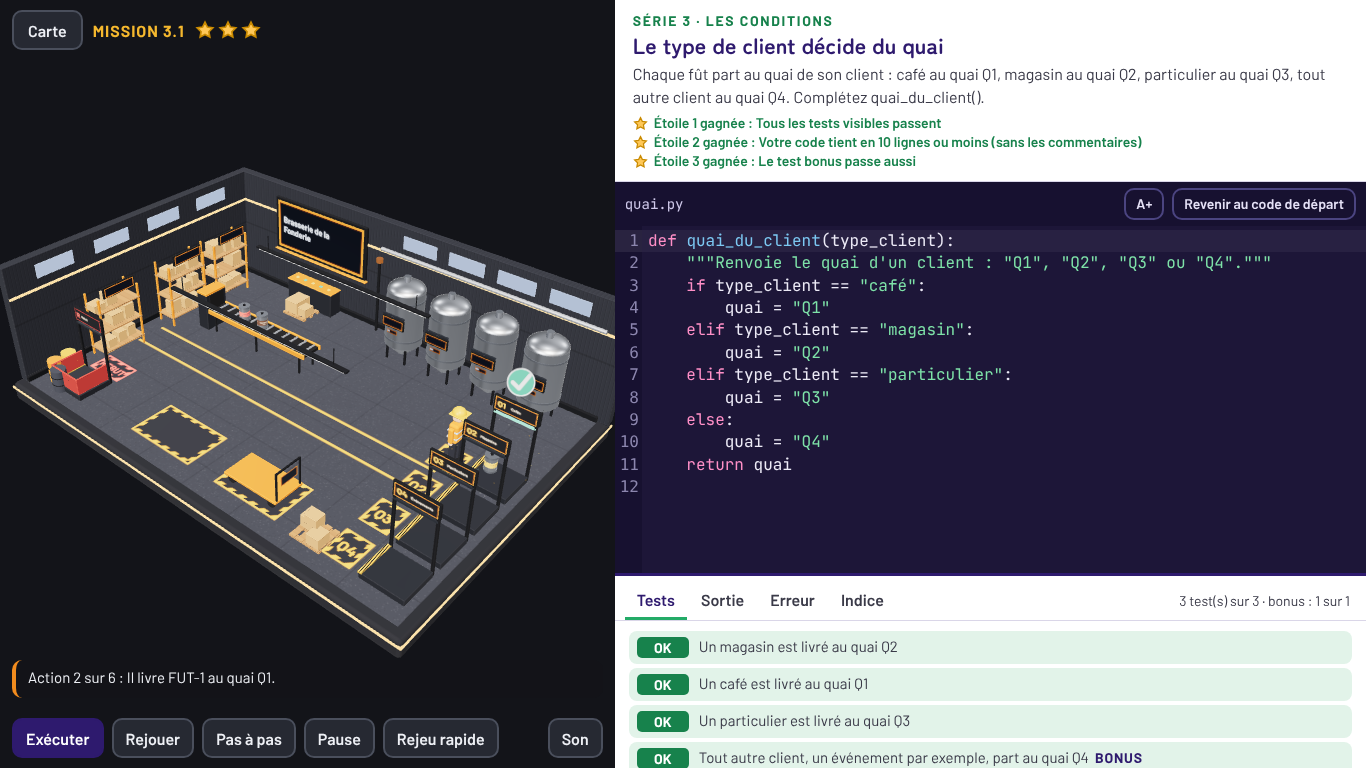 Carte
MISSION 3.1
Brasserie de la
Fonderie
Q1
Q2
Q3
Q4
Q2
Q3
Q4
Action 2 sur 6 : Il livre FUT-1 au quai Q1.
Exécuter
Rejouer
Pas à pas
Pause
Rejeu rapide
Son
SÉRIE 3 · LES CONDITIONS
Le type de client décide du quai
Chaque fût part au quai de son client : café au quai Q1, magasin au quai Q2, particulier au quai Q3, tout
autre client au quai Q4. Complétez quai_du_client().
Étoile 1 gagnée : Tous les tests visibles passent
Étoile 2 gagnée : Votre code tient en 10 lignes ou moins (sans les commentaires)
Étoile 3 gagnée : Le test bonus passe aussi
quai.py
A+
Revenir au code de départ
1 def quai_du_client(type_client):
2     """Renvoie le quai d'un client : "Q1", "Q2", "Q3" ou "Q4"."""
3     if type_client == "café":
4         quai = "Q1"
5     elif type_client == "magasin":
6         quai = "Q2"
7     elif type_client == "particulier":
8         quai = "Q3"
9     else:
10         quai = "Q4"
11     return quai
12
Tests
Sortie
Erreur
Indice
3 test(s) sur 3 · bonus : 1 sur 1
OK Un magasin est livré au quai Q2
OK Un café est livré au quai Q1
OK Un particulier est livré au quai Q3
OK Tout autre client, un événement par exemple, part au quai Q4 BONUS